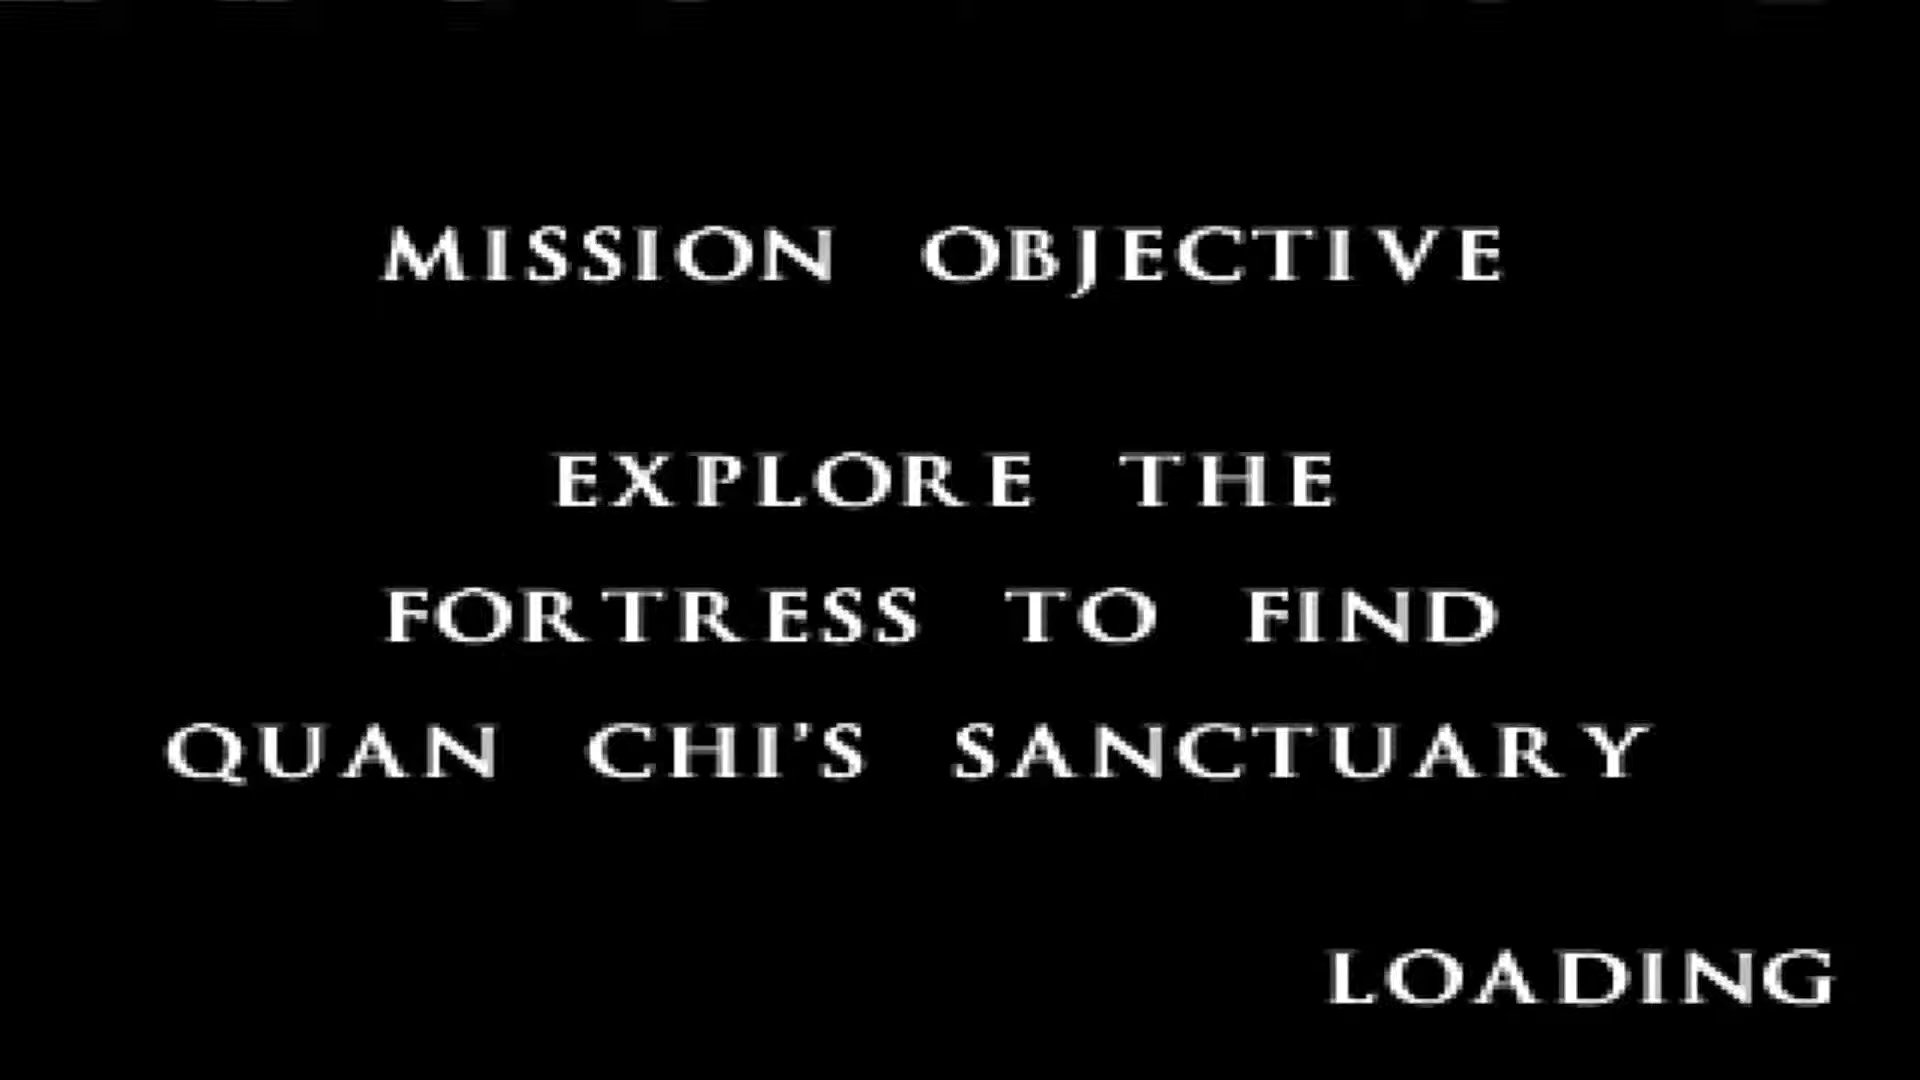 MISSION OBJECTIVE
EXPLORE THE
FORTRESS TO FIND
QUAN CHI'S SANCTUARY
LOADING